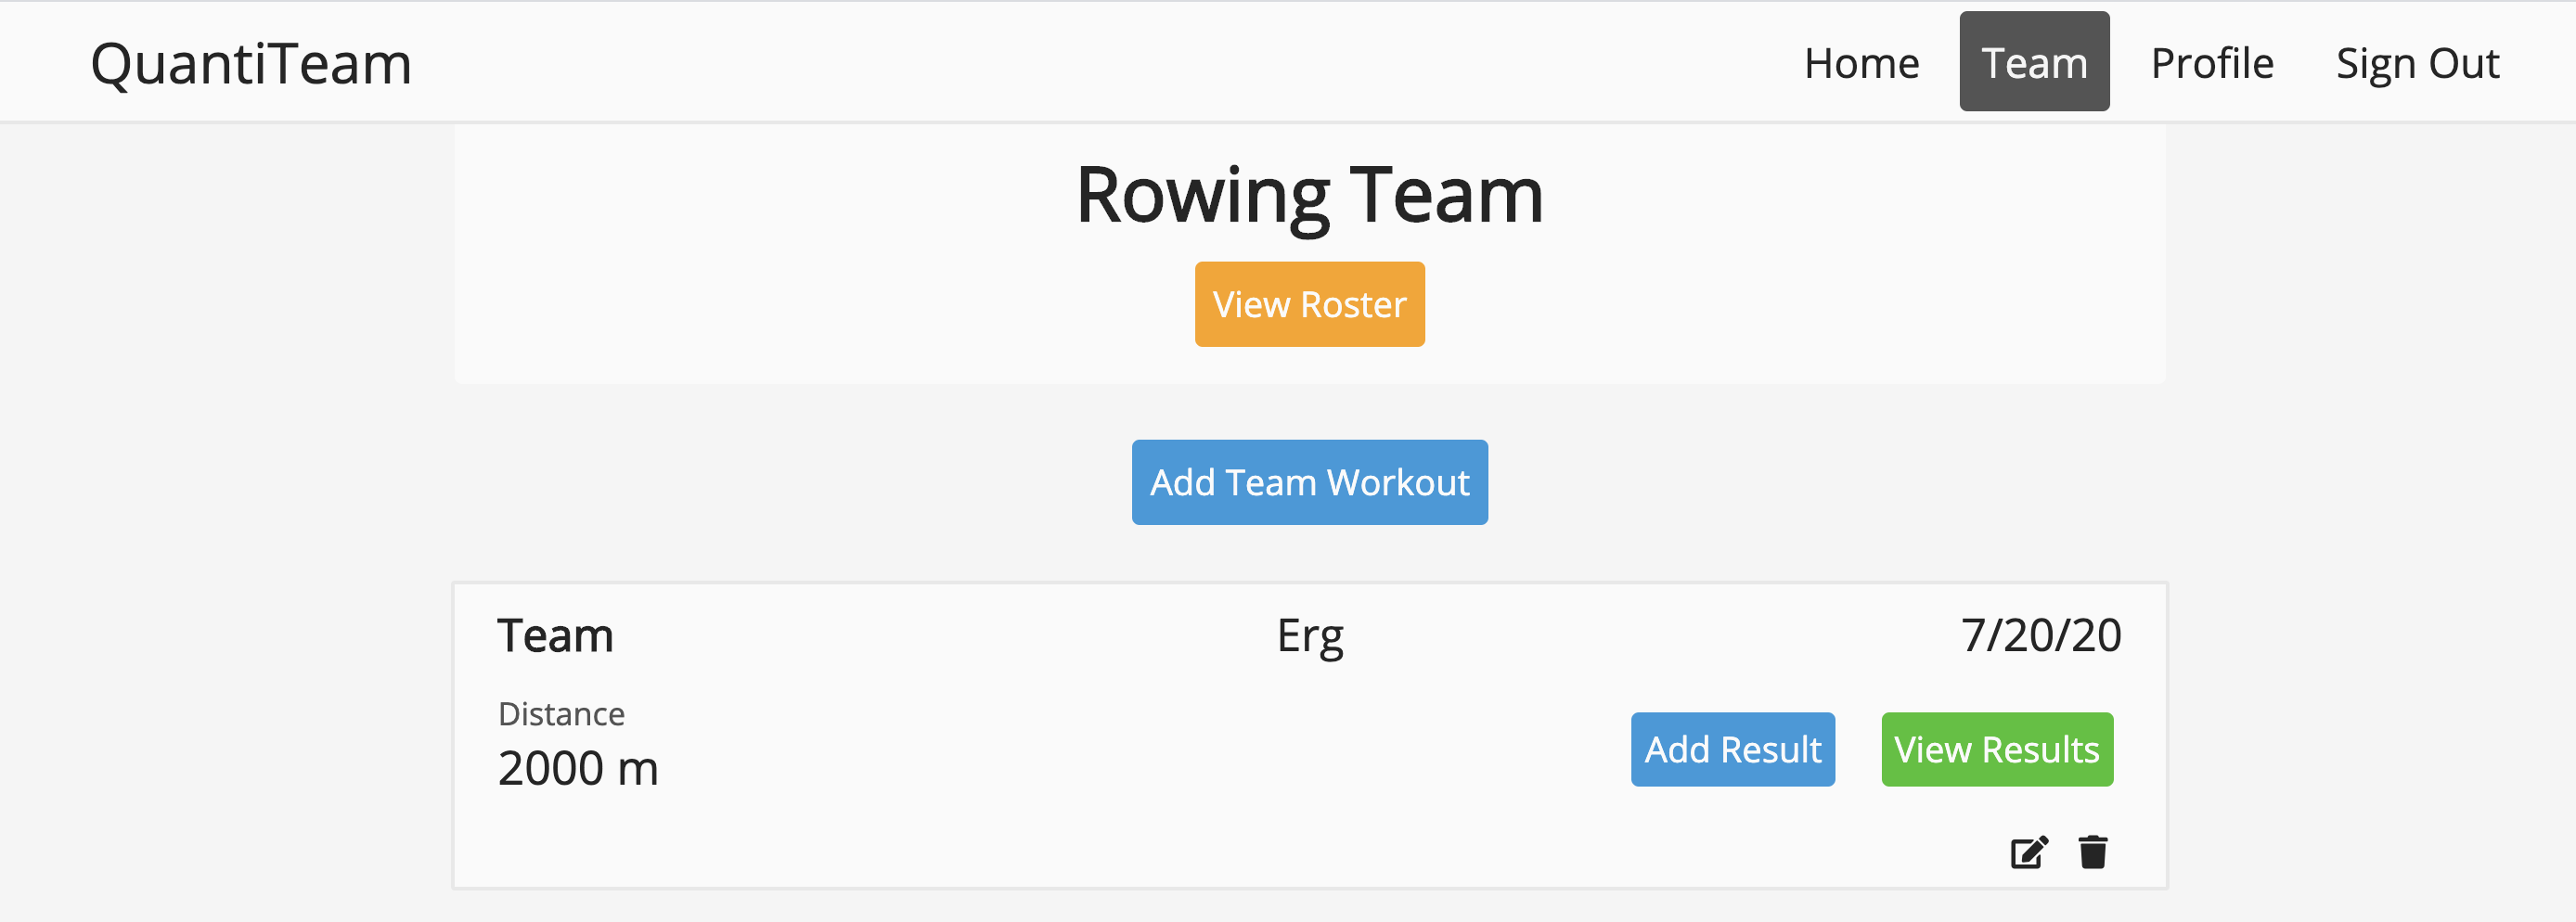 QuantiTeam Home Team Profile Sign Out
Rowing Team
View Roster
Add Team Workout
Team Erg 7/20/20
Distance
2000 m
Add Result View Results